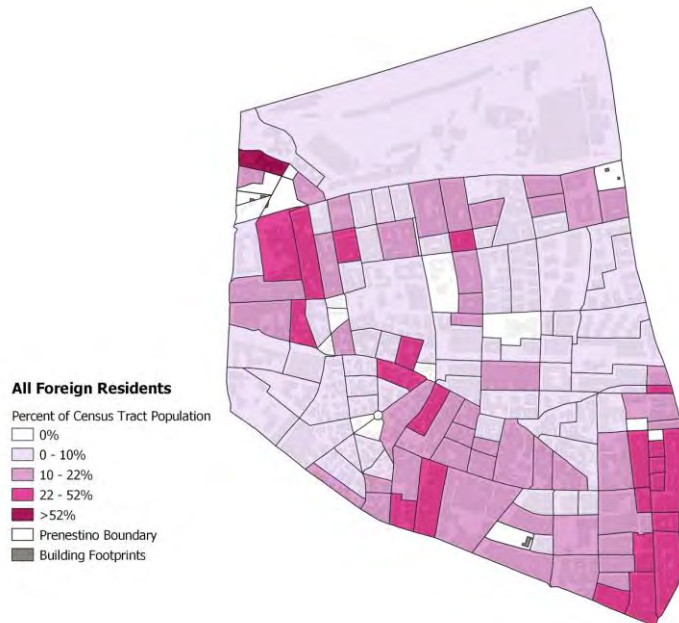 All Foreign Residents
Percent of Census Tract Population
0%
0 - 10%
10 - 22%
22 - 52%
>52%
Prenestino Boundary
Building Footprints